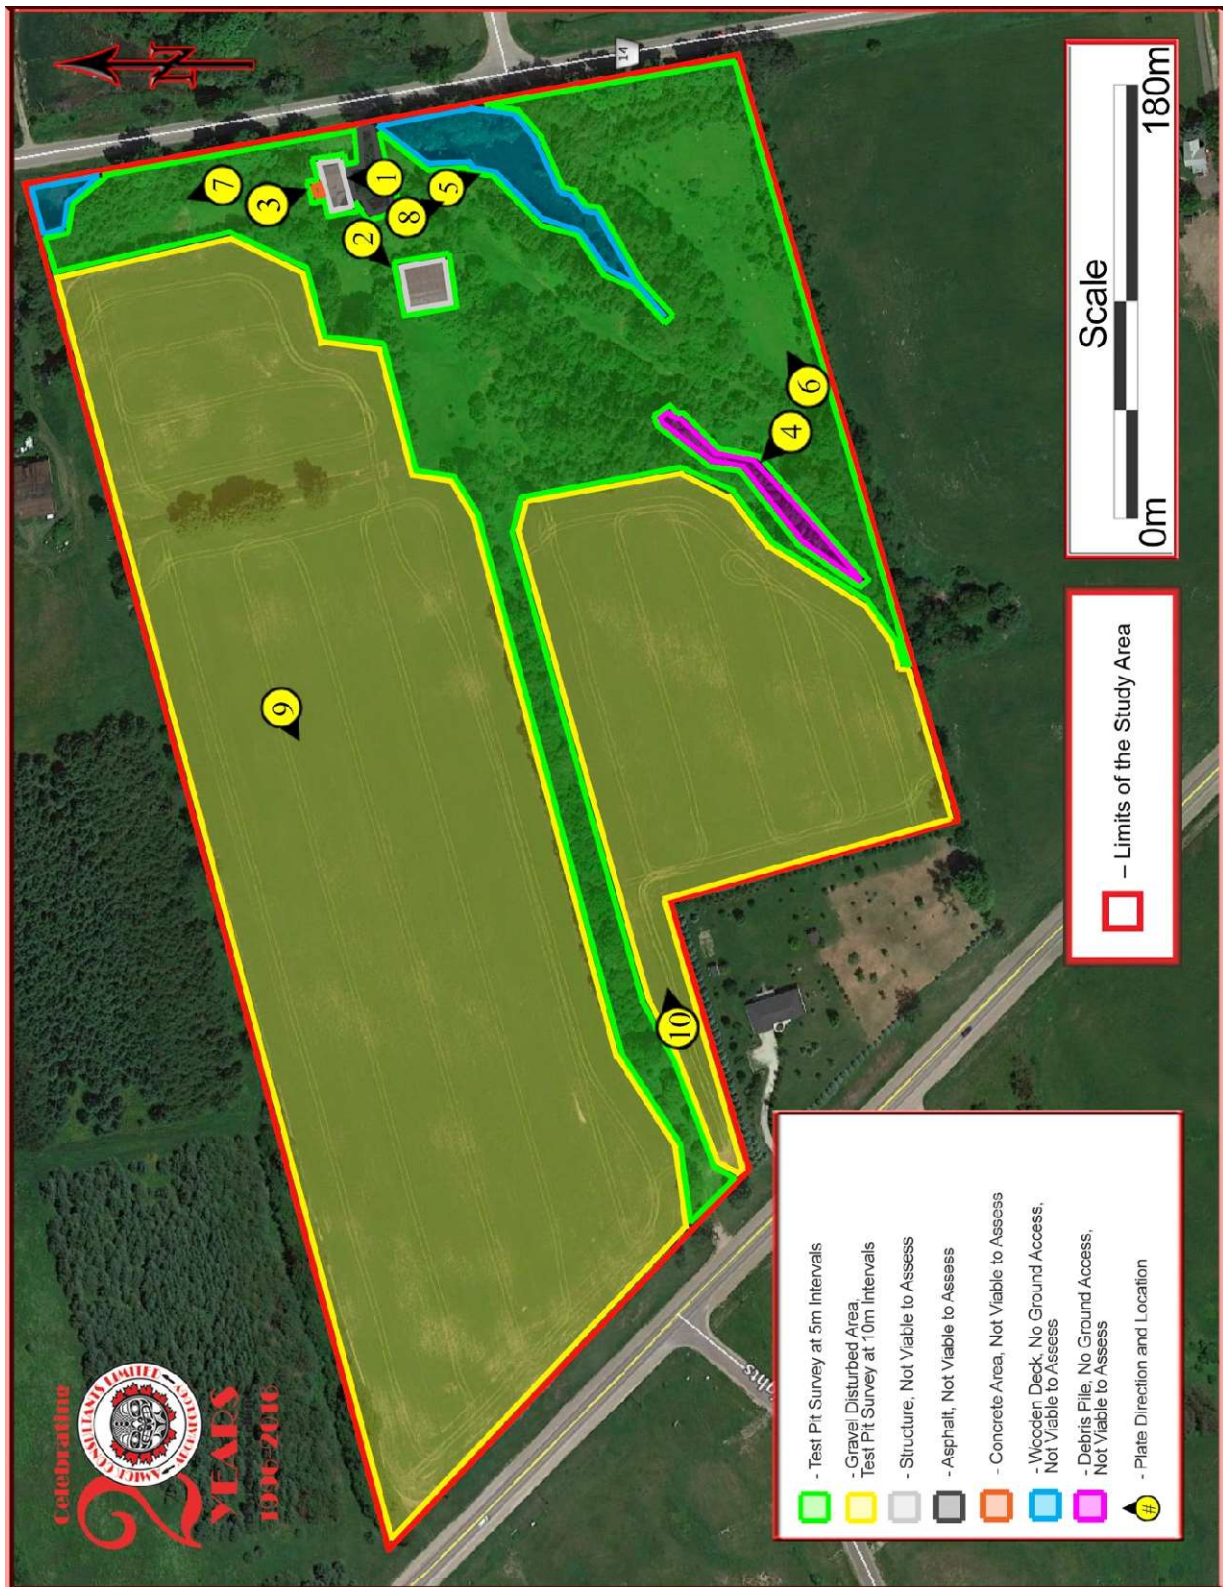 Celebrating
20
YEARS
1996-2016
AMICK CONSULTANTS LIMITED
N
14
1
2
3
4
5
6
7
8
9
10
Scale
0m 180m
– Limits of the Study Area
- Test Pit Survey at 5m Intervals
- Gravel Disturbed Area,
Test Pit Survey at 10m Intervals
- Structure, Not Viable to Assess
- Asphalt, Not Viable to Assess
– Concrete Area, Not Viable to Assess
- Wooden Deck, No Ground Access,
Not Viable to Assess
- Debris Pile, No Ground Access,
Not Viable to Assess
# - Plate Direction and Location